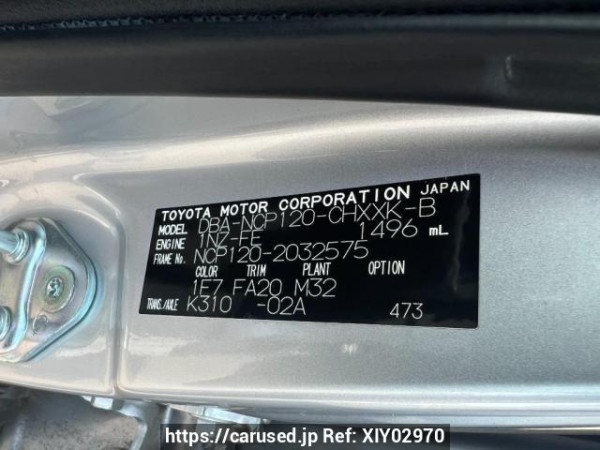 TOYOTA MOTOR CORPORATION JAPAN
MODEL DBA-NCP120-CHXXK-B
ENGINE 1NZ-FE 1496 mL
FRAME No. NCP120-2032575
COLOR TRIM PLANT OPTION
1E7 FA20 M32
TRANS./AXLE K310 -02A 473
https://carused.jp Ref: XIY02970